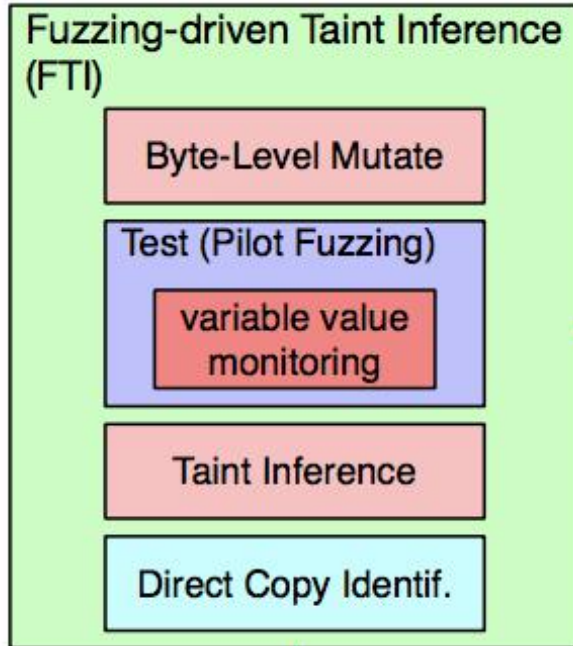 Fuzzing-driven Taint Inference
(FTI)
Byte-Level Mutate
Test (Pilot Fuzzing)
variable value
monitoring
Taint Inference
Direct Copy Identif.